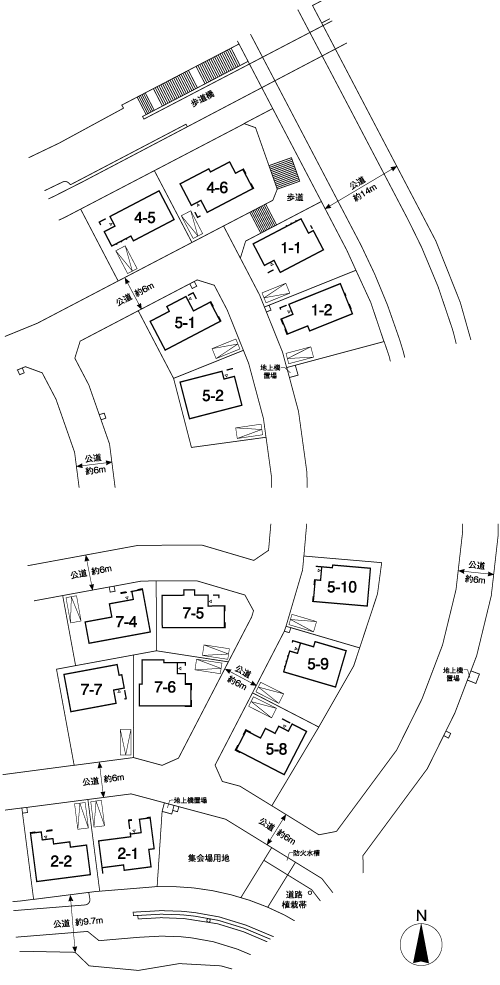 歩道橋
4-6
4-5
歩道
公道
約14m
1-1
公道 約6m
1-2
5-1
地上機
置場
5-2
公道
約6m
公道 約6m
公道
約6m
5-10
7-5
7-4
5-9
公道
約6m
地上機
置場
7-7
7-6
5-8
公道 約6m
地上機置場
公道
約6m
2-2
2-1
集会場用地
防火水槽
道路
植栽帯
公道 約9.7m
N